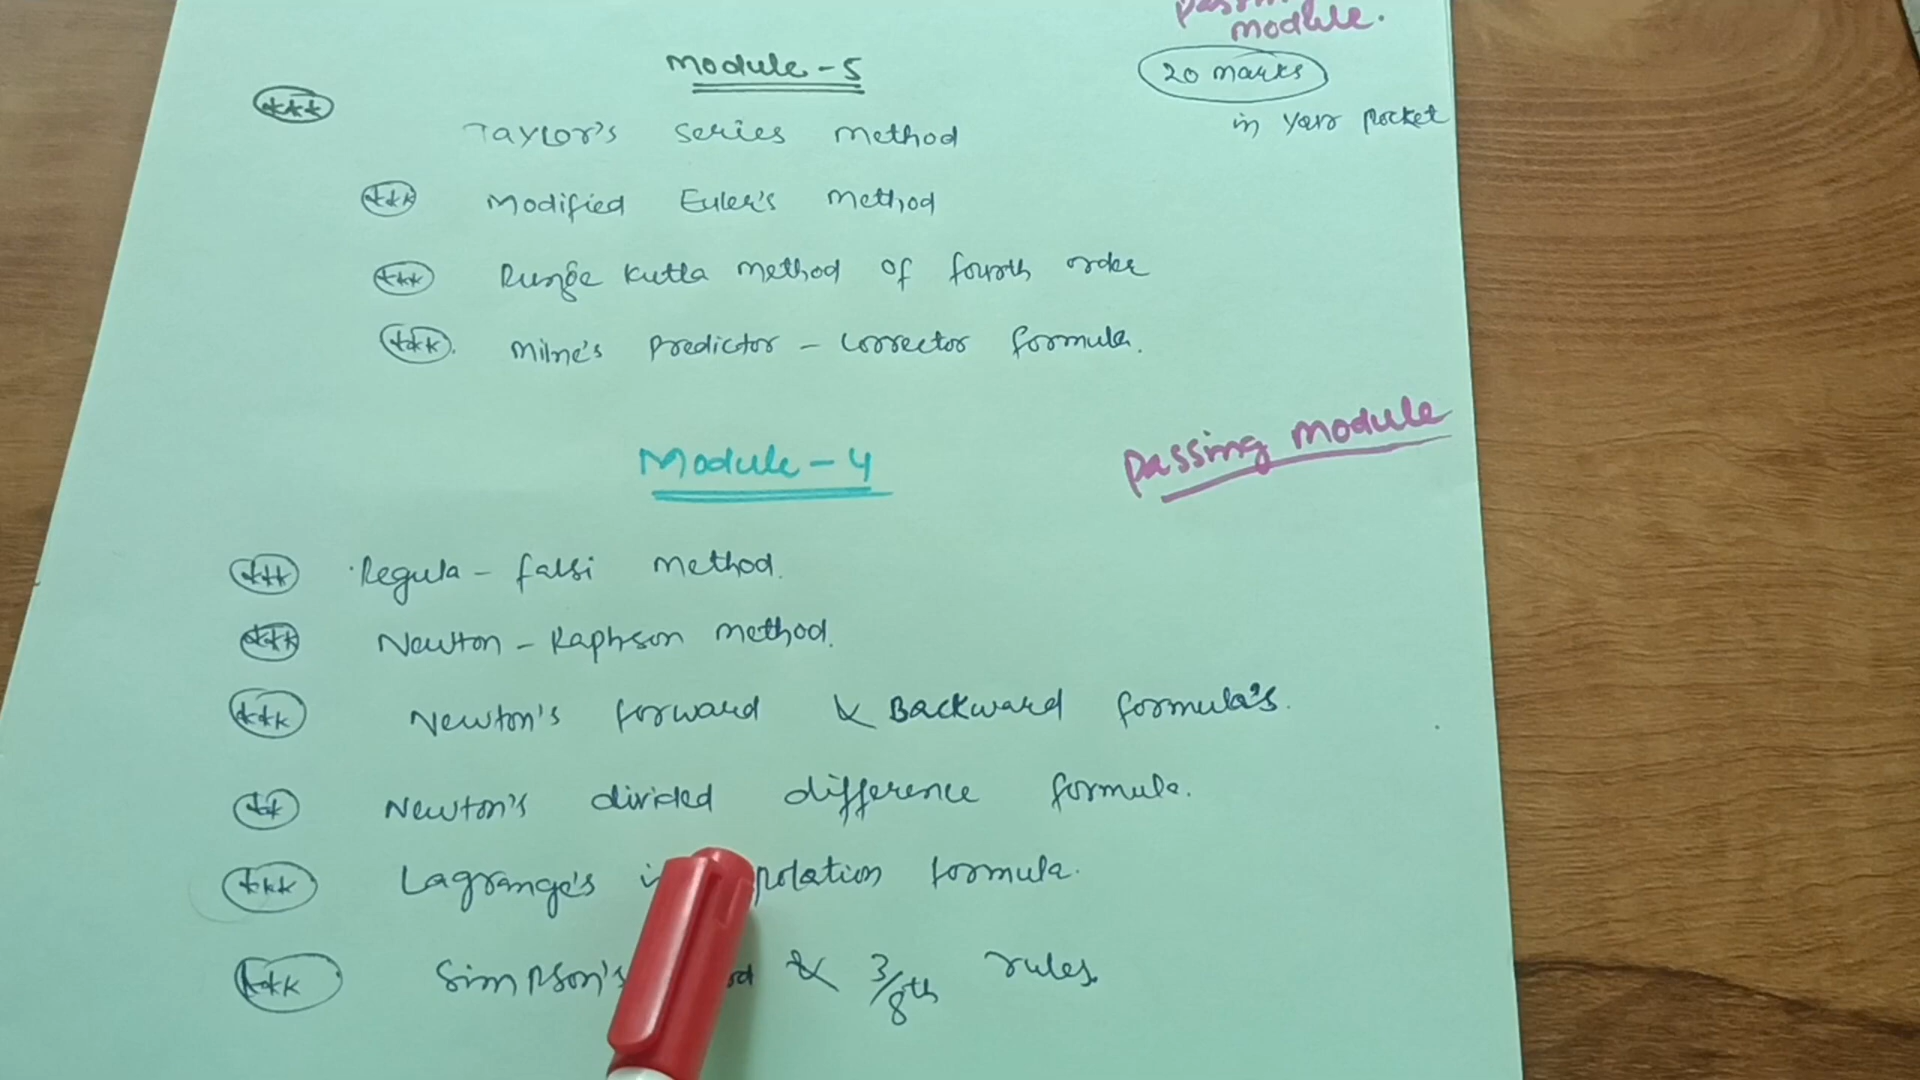 module.
Module - 5
20 marks
in your pocket
*** Taylor's series method
*** Modified Euler's method
*** Runge Kutta method of fourth order
*** Milne's predictor - corrector formula.
Module - 4
passing module
*** Regula - falsi method.
*** Newton - Raphson method.
*** Newton's forward & Backward formula's.
** Newton's divided difference formula.
*** Lagrange's formula.
*** Simpson's & 3/8th rules